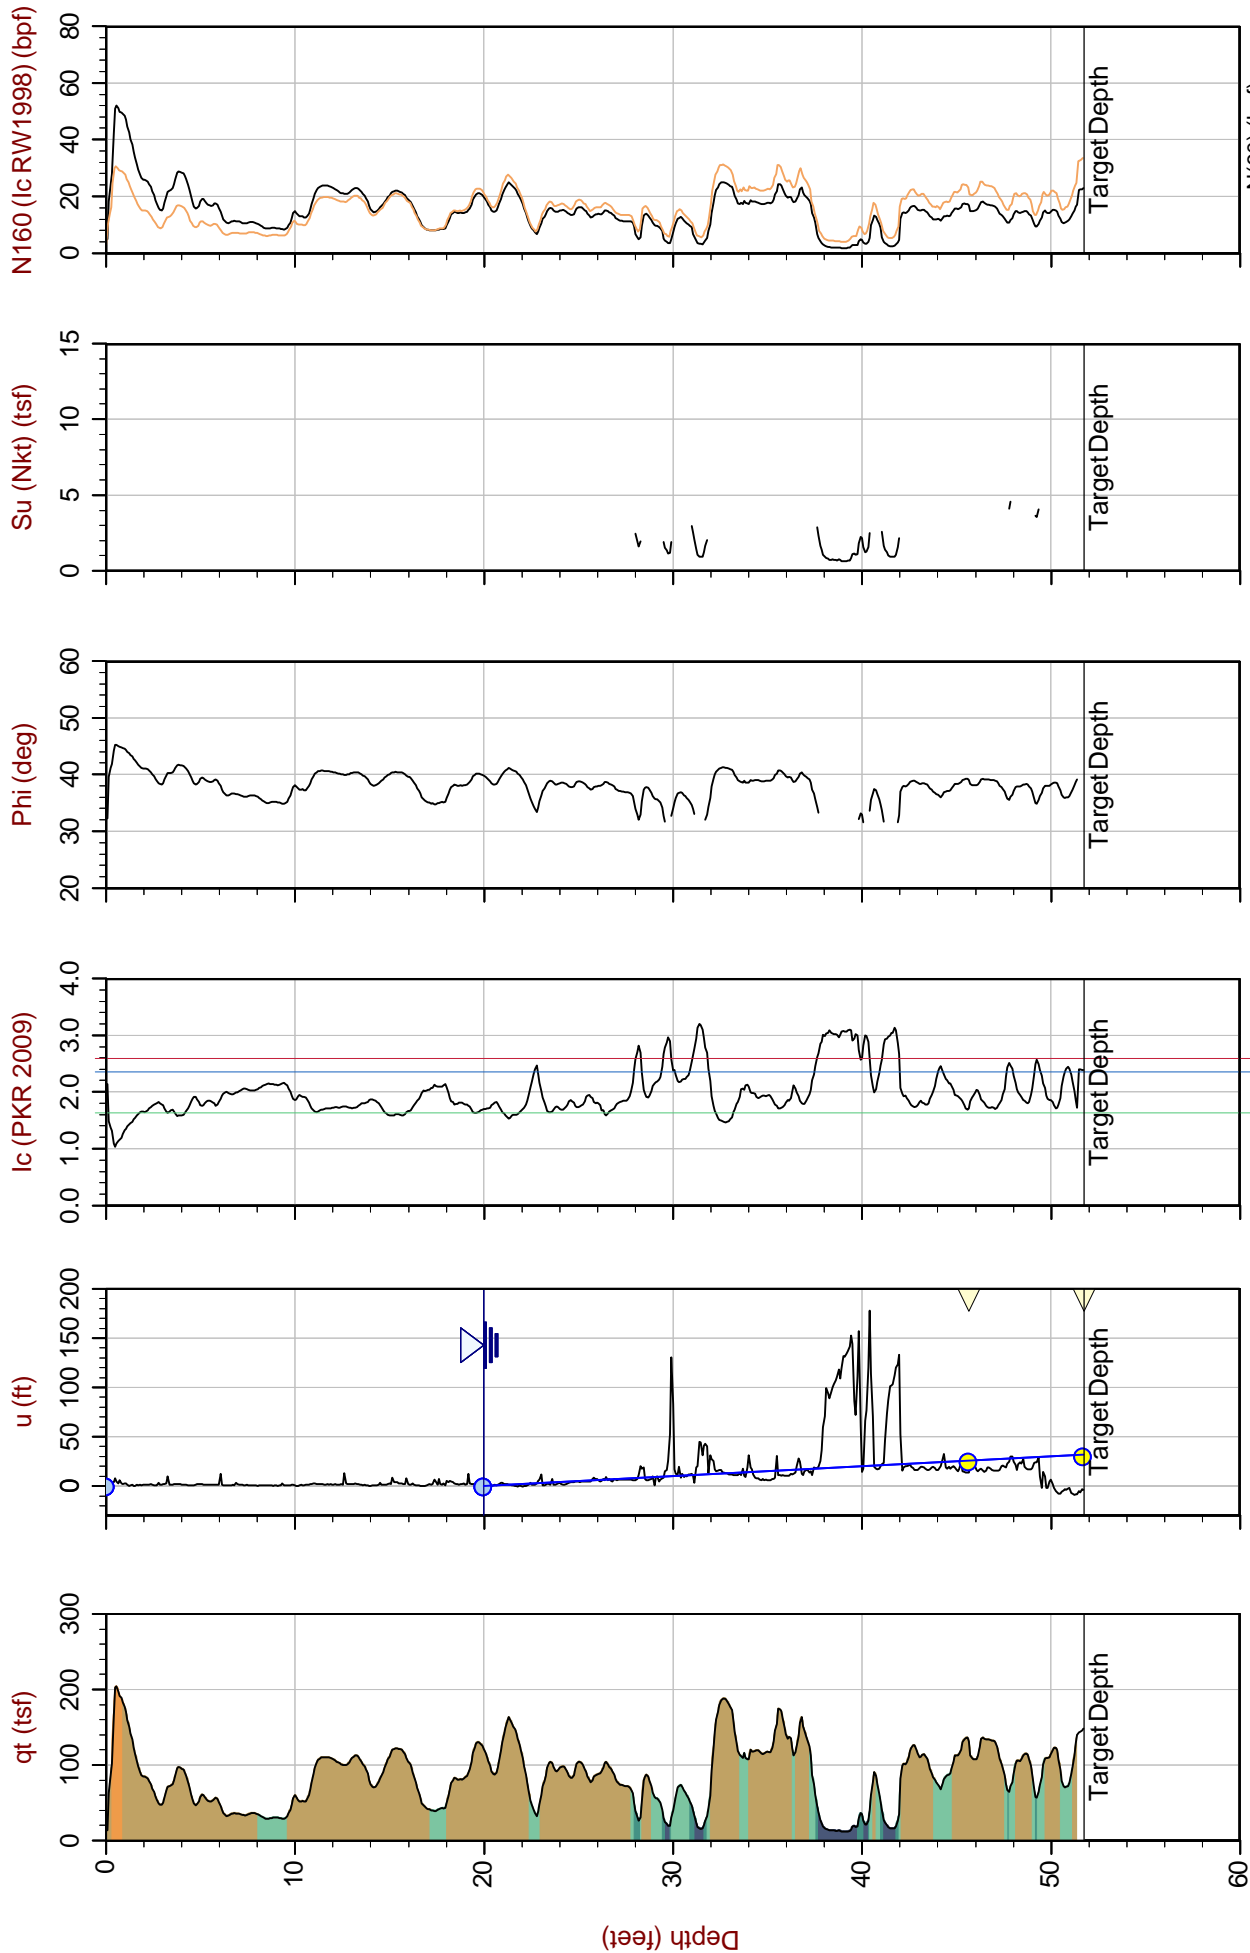 qt (tsf)
0 100 200 300
u (ft)
0 50 100 150 200
Ic (PKR 2009)
0.0 1.0 2.0 3.0 4.0
Phi (deg)
20 30 40 50 60
Su (Nkt) (tsf)
0 5 10 15
N160 (Ic RW1998) (bpf)
0 20 40 60 80
Depth (feet)
0
10
20
30
40
50
60
Target Depth
Target Depth
Target Depth
Target Depth
Target Depth
Target Depth